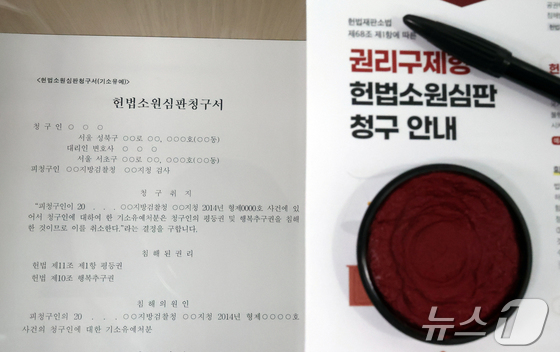 <헌법소원심판청구서(기소유예)>
헌법소원심판청구서
청 구 인 ○ ○ ○
서울 성북구 ○○로 ○○, ○○○호(○○동)
대리인 변호사 ○ ○ ○
서울 서초구 ○○로 ○○, ○○○호(○○동)
피청구인 ○○지방검찰청 ○○지청 검사
청 구 취 지
"피청구인이 20 . . . ○○지방검찰청 ○○지청 2014년 형제0000호 사건에 있
어서 청구인에 대하여 한 기소유예처분은 청구인의 평등권 및 행복추구권을 침해
한 것이므로 이를 취소한다."라는 결정을 구합니다.
침 해 된 권 리
헌법 제11조 제1항 평등권
헌법 제10조 행복추구권
침 해 의 원 인
피청구인의 20 . . . ○○지방검찰청 ○○지청 2014년 형제○○○○호
사건의 청구인에 대한 기소유예처분
헌법재판소법
제68조 제1항에 따른
권리구제형
헌법소원심판
청구 안내
뉴스1